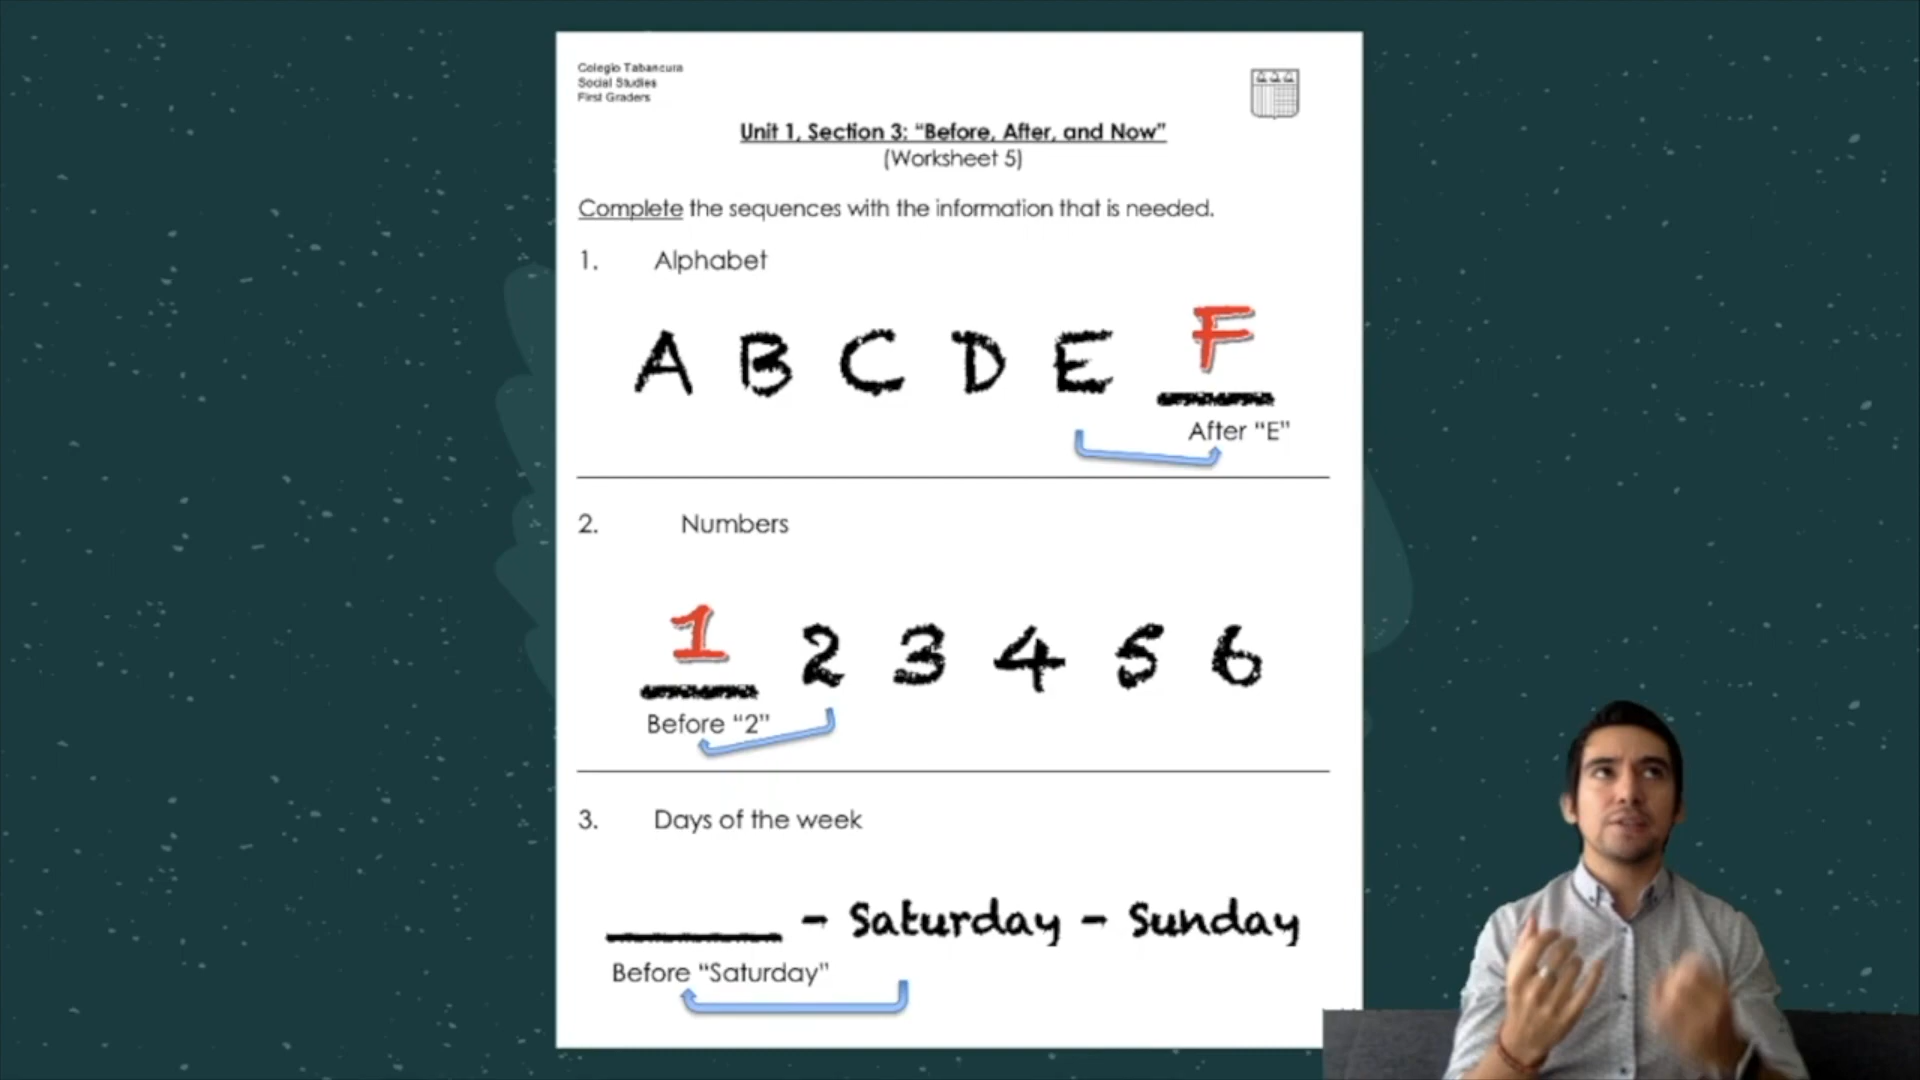 Colegio Tabancura
Social Studies
First Graders
Unit 1, Section 3: “Before, After, and Now”
(Worksheet 5)
Complete the sequences with the information that is needed.
1. Alphabet
A B C D E F
After “E”
2. Numbers
1 2 3 4 5 6
Before “2”
3. Days of the week
______ - Saturday - Sunday
Before “Saturday”